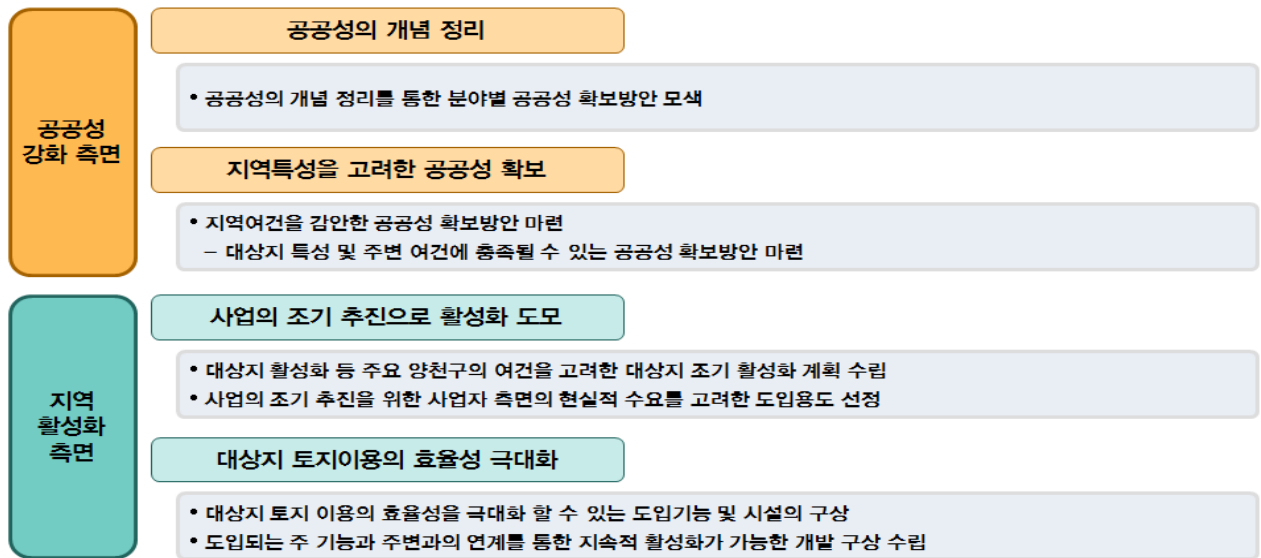 공공성
강화 측면
공공성의 개념 정리
• 공공성의 개념 정리를 통한 분야별 공공성 확보방안 모색
지역특성을 고려한 공공성 확보
• 지역여건을 감안한 공공성 확보방안 마련
– 대상지 특성 및 주변 여건에 충족될 수 있는 공공성 확보방안 마련
지역
활성화
측면
사업의 조기 추진으로 활성화 도모
• 대상지 활성화 등 주요 양천구의 여건을 고려한 대상지 조기 활성화 계획 수립
• 사업의 조기 추진을 위한 사업자 측면의 현실적 수요를 고려한 도입용도 선정
대상지 토지이용의 효율성 극대화
• 대상지 토지 이용의 효율성을 극대화 할 수 있는 도입기능 및 시설의 구상
• 도입되는 주 기능과 주변과의 연계를 통한 지속적 활성화가 가능한 개발 구상 수립